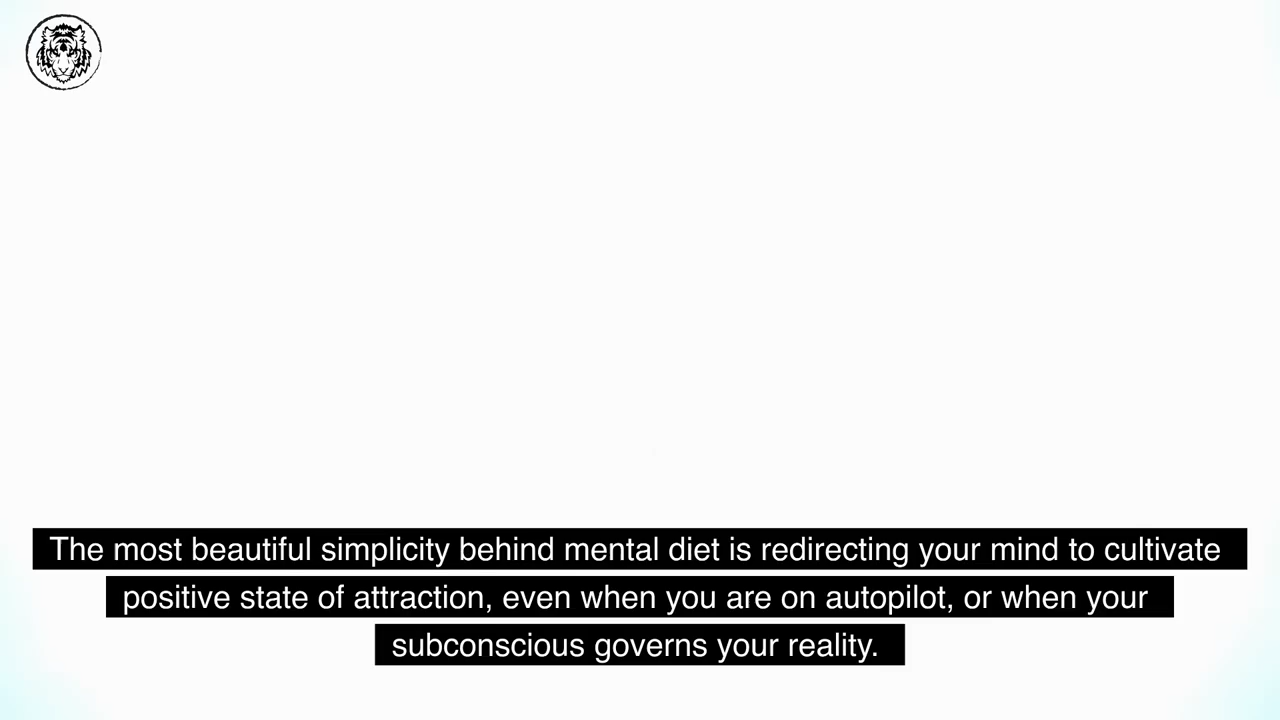 The most beautiful simplicity behind mental diet is redirecting your mind to cultivate
positive state of attraction, even when you are on autopilot, or when your
subconscious governs your reality.